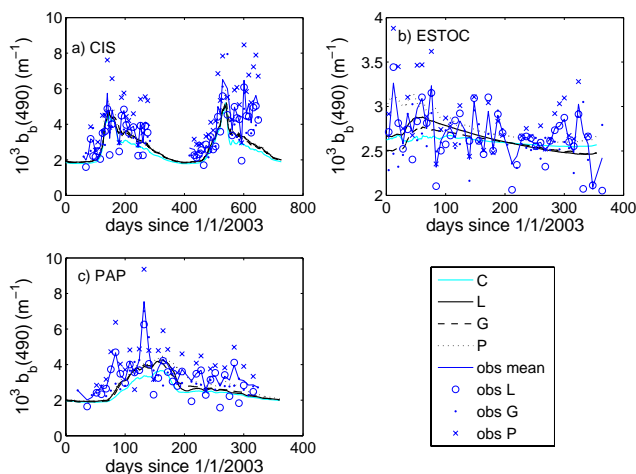 a) CIS
10
8
6
4
2
0
0
200
400
600
800
10³ b_b(490) (m⁻¹)
days since 1/1/2003
b) ESTOC
4
3.5
3
2.5
2
0
100
200
300
400
10³ b_b(490) (m⁻¹)
days since 1/1/2003
c) PAP
10
8
6
4
2
0
0
100
200
300
400
10³ b_b(490) (m⁻¹)
days since 1/1/2003
C
L
G
P
obs mean
obs L
obs G
obs P